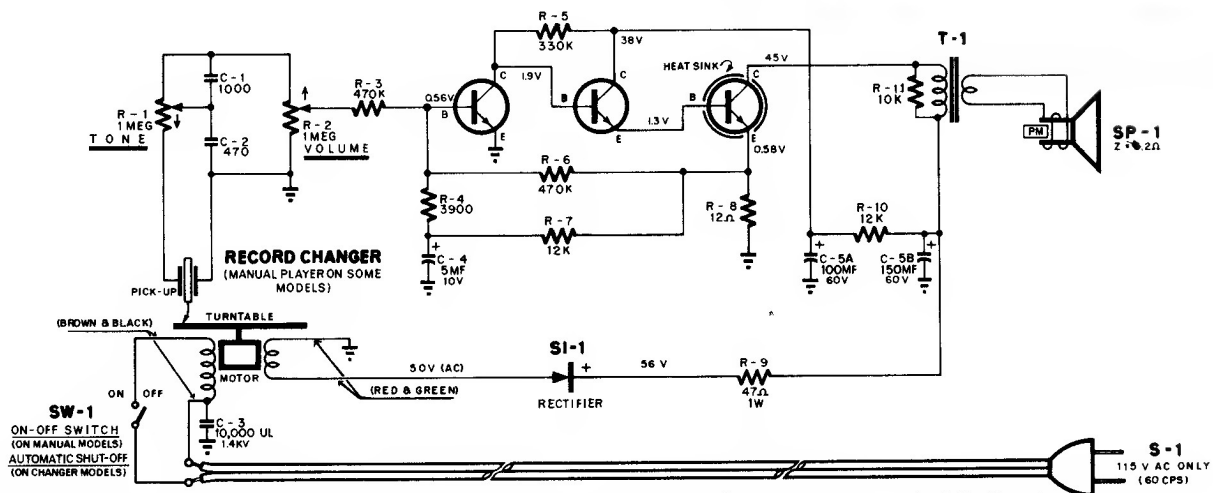 R-5
330K
38V
T-1
C-1
1000
1.9V
C
C
HEAT SINK
C
45V
R-3
470K
0.56V
B
B
B
R-11
10K
R-1
1 MEG
TONE
R-2
1 MEG
VOLUME
C-2
470
E
E
1.3V
E
0.58V
PM
SP-1
R-6
470K
R-4
3900
R-7
12K
R-8
12Ω
R-10
12K
RECORD CHANGER
(MANUAL PLAYER ON SOME
MODELS)
+
C-4
5MF
10V
+
C-5A
100MF
60V
+
C-5B
150MF
60V
PICK-UP
(BROWN & BLACK)
TURNTABLE
MOTOR
50V (AC)
(RED & GREEN)
SI-1
+
RECTIFIER
56 V
R-9
47Ω
1W
ON
OFF
SW-1
ON-OFF SWITCH
(ON MANUAL MODELS)
AUTOMATIC SHUT-OFF
(ON CHANGER MODELS)
C-3
10,000 UL
1.4KV
S-1
115 V AC ONLY
(60 CPS)